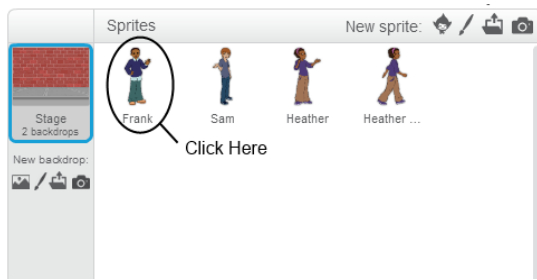 Sprites New sprite:
Stage
2 backdrops
New backdrop:
Frank Sam Heather Heather ...
Click Here